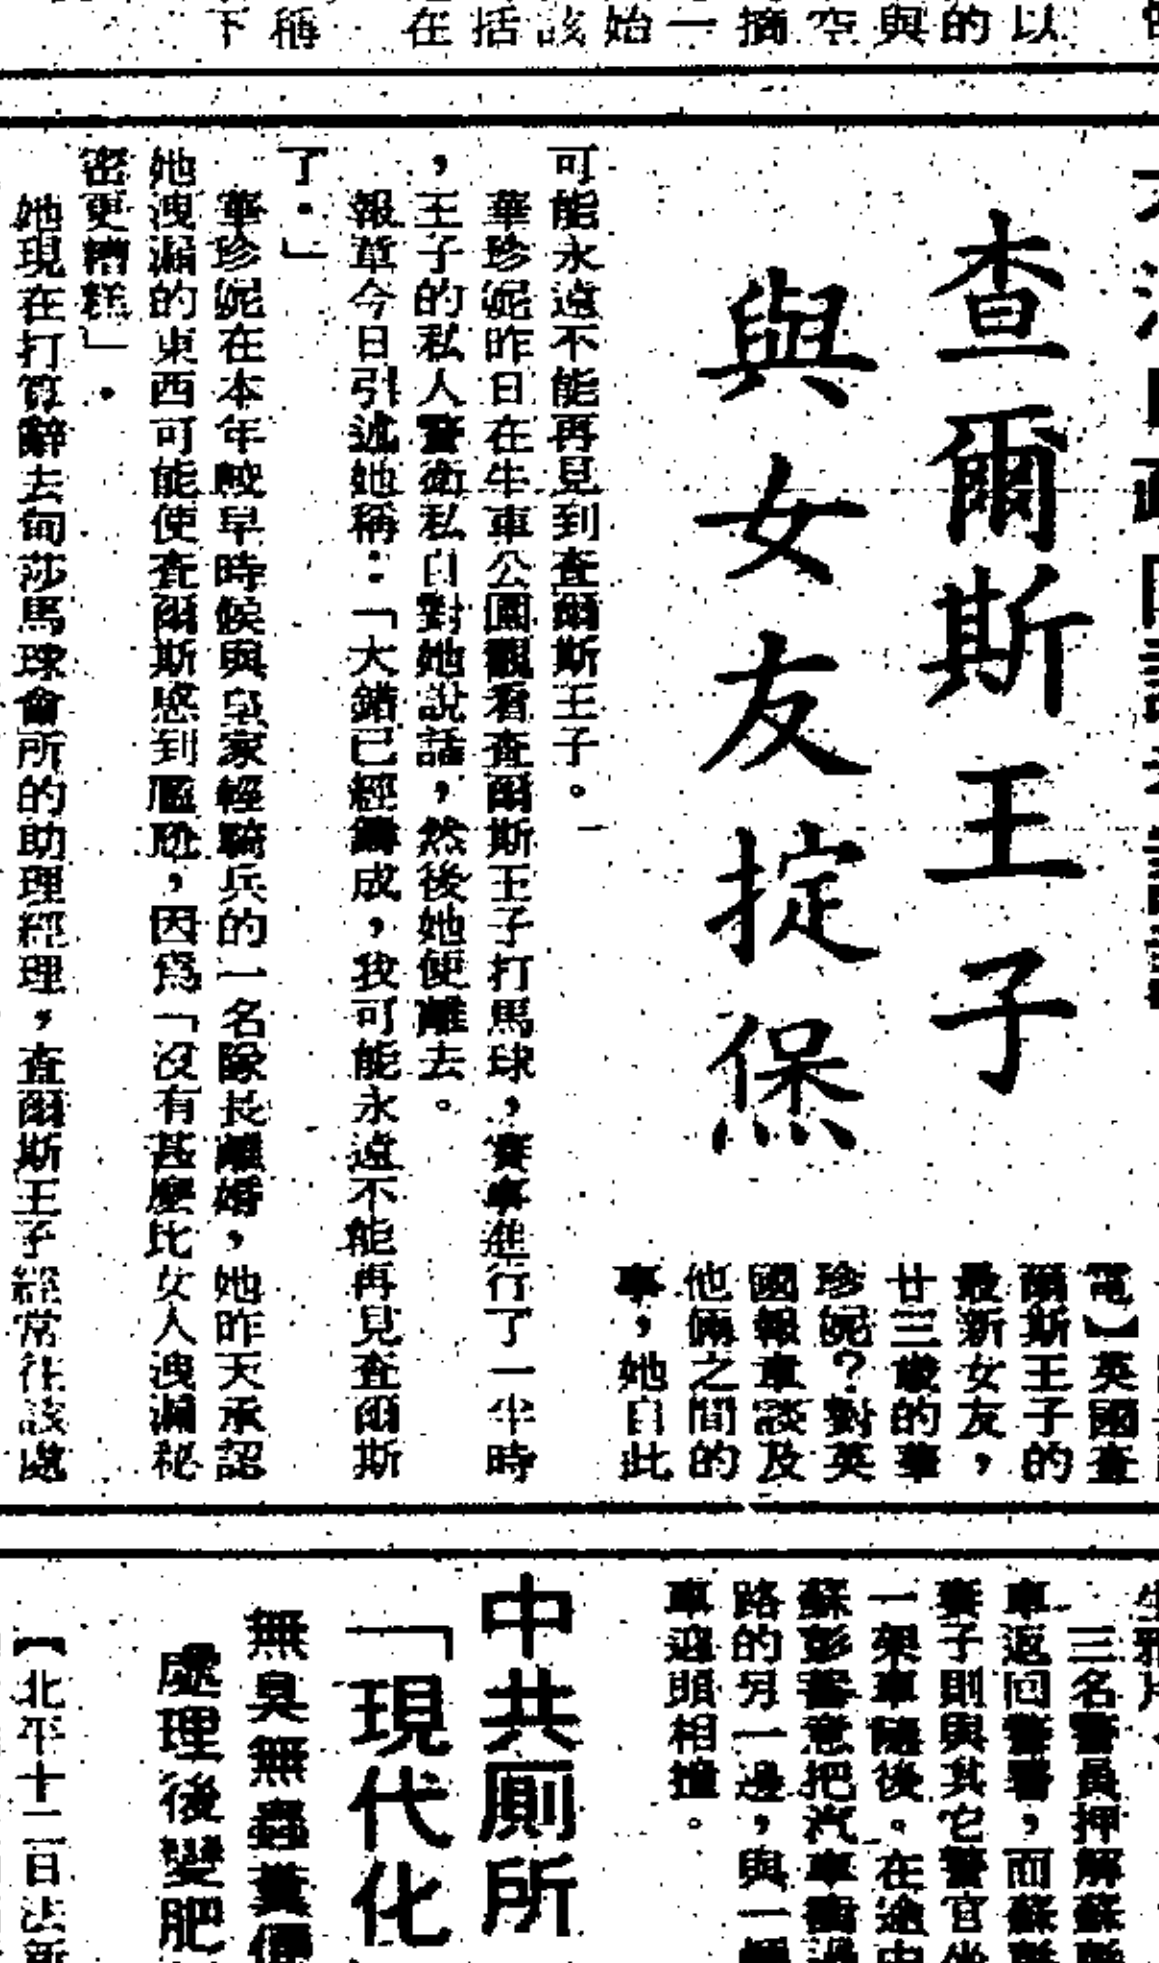 查爾斯王子
與女友掟煲
電】英國查
爾斯王子的
最新女友，
廿三歲的華
珍妮？對英
國報章談及
他倆之間的
事，她自此
可能永遠不能再見到查爾斯王子。
華珍妮昨日在牛車公園觀看查爾斯王子打馬球，賽事進行了一半時
，王子的私人警衛私自對她說話，然後她便離去。
報章今日引述她稱：「大錯已經鑄成，我可能永遠不能再見查爾斯
了．」
華珍妮在本年較早時候與皇家輕騎兵的一名隊長離婚，她昨天承認
她洩漏的東西可能使查爾斯感到尷尬，因爲「沒有甚麼比女人洩漏秘
密更糟糕」．
她現在打算辭去甸莎馬球會所的助理經理，查爾斯王子經常往該處
三名警員押解蘇
車返回警署，而蘇
妻子則與其它警官坐
一架車隨後。在途中
蘇彭蓄意把汽車衝過
路的另一邊，與一輛
車迎頭相撞。
中共厠所
「現代化
無臭無蟲糞便
處理後變肥
【北平十二日法新